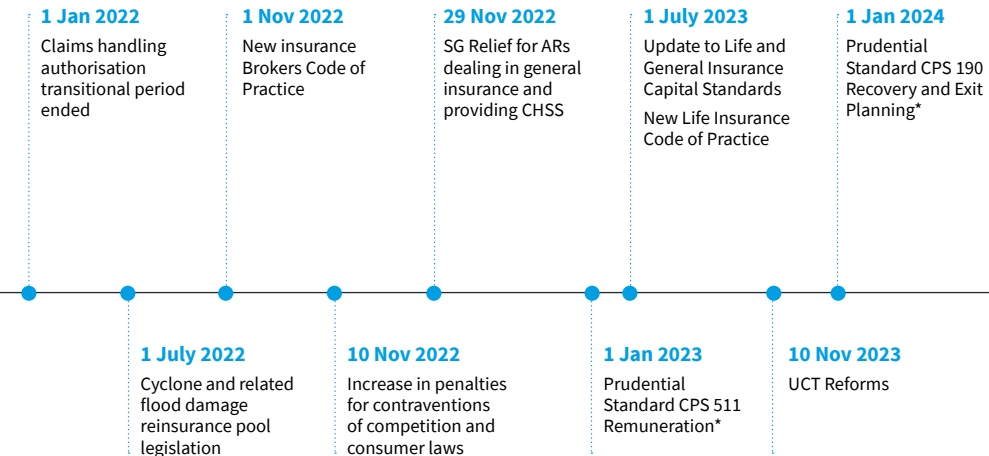 1 Jan 2022
Claims handling
authorisation
transitional period
ended
1 Nov 2022
New insurance
Brokers Code of
Practice
29 Nov 2022
SG Relief for ARs
dealing in general
insurance and
providing CHSS
1 July 2023
Update to Life and
General Insurance
Capital Standards
New Life Insurance
Code of Practice
1 Jan 2024
Prudential
Standard CPS 190
Recovery and Exit
Planning*
1 July 2022
Cyclone and related
flood damage
reinsurance pool
legislation
10 Nov 2022
Increase in penalties
for contraventions
of competition and
consumer laws
1 Jan 2023
Prudential
Standard CPS 511
Remuneration*
10 Nov 2023
UCT Reforms